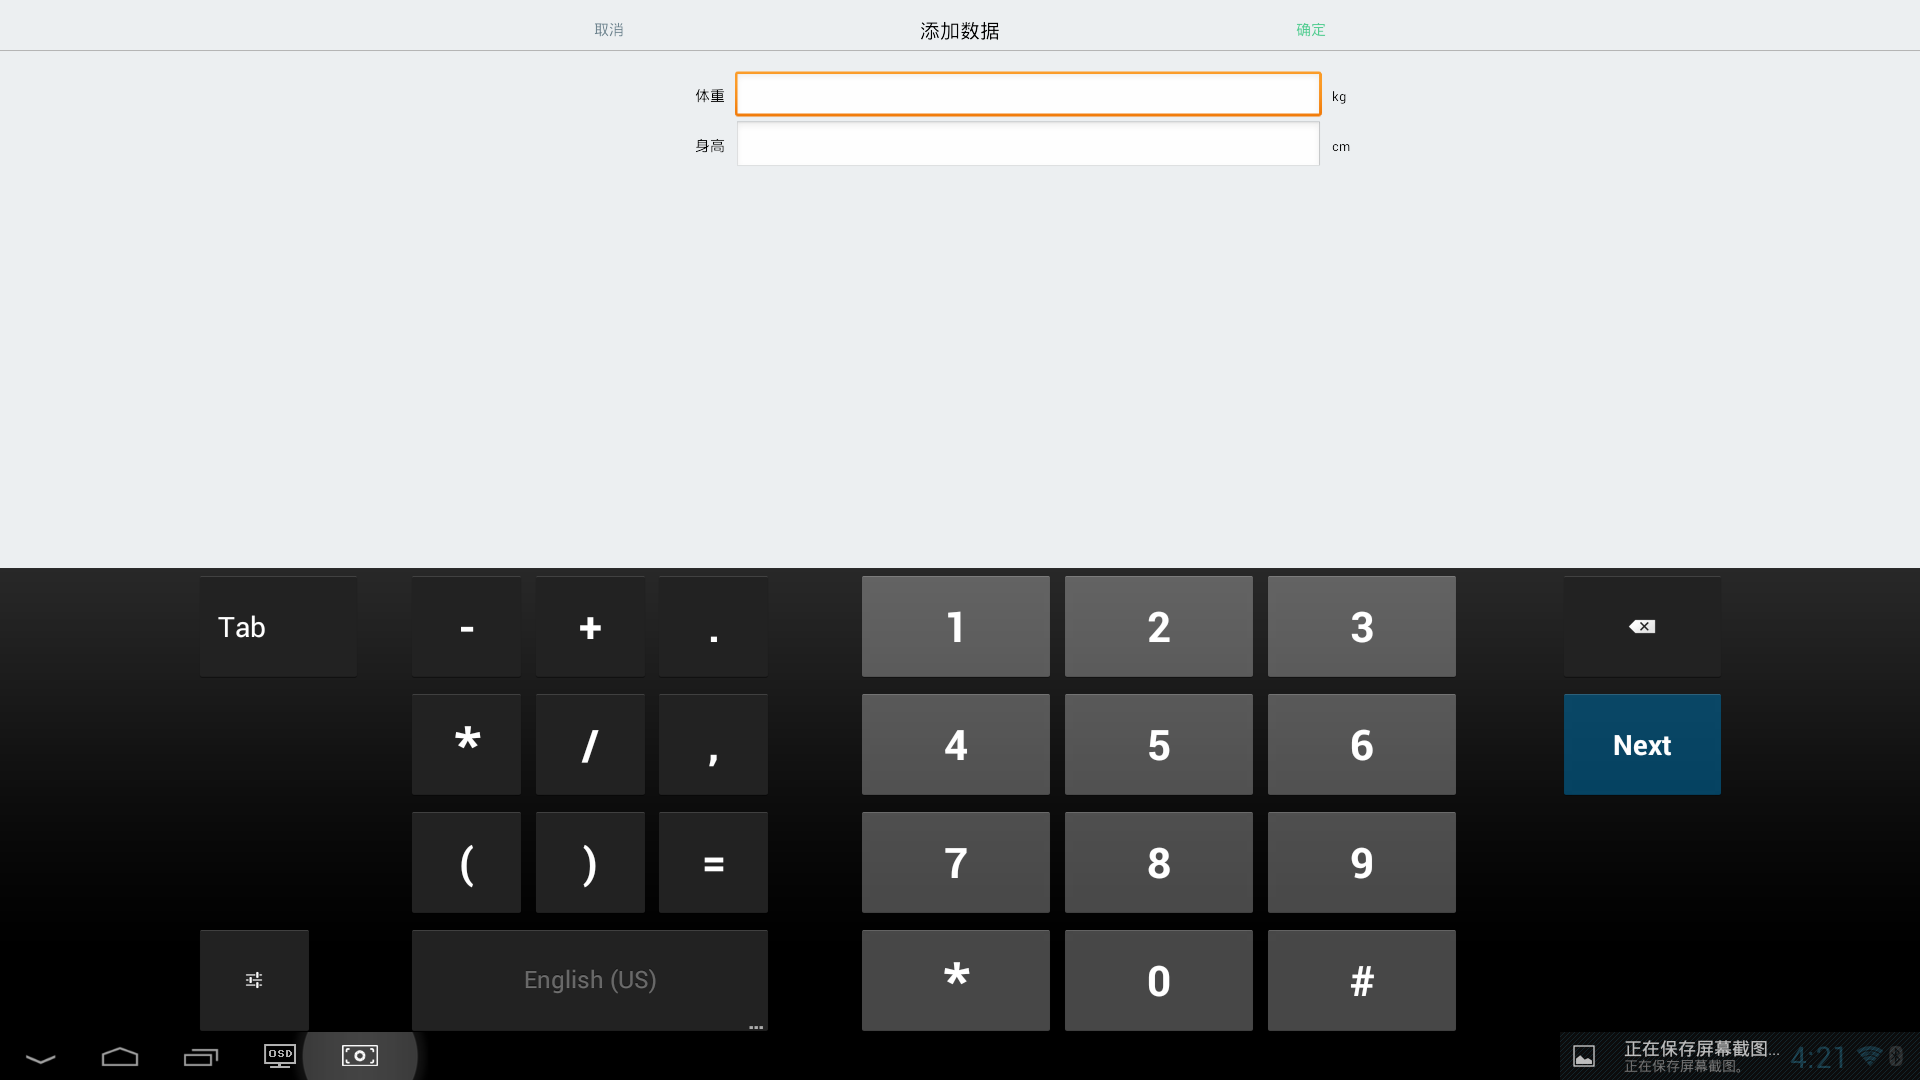 取消 添加数据 确定
体重 kg
身高 cm
Tab - + . 1 2 3
* / , 4 5 6 Next
( ) = 7 8 9
English (US) * 0 #
OSD
正在保存屏幕截图... 4:21
正在保存屏幕截图。